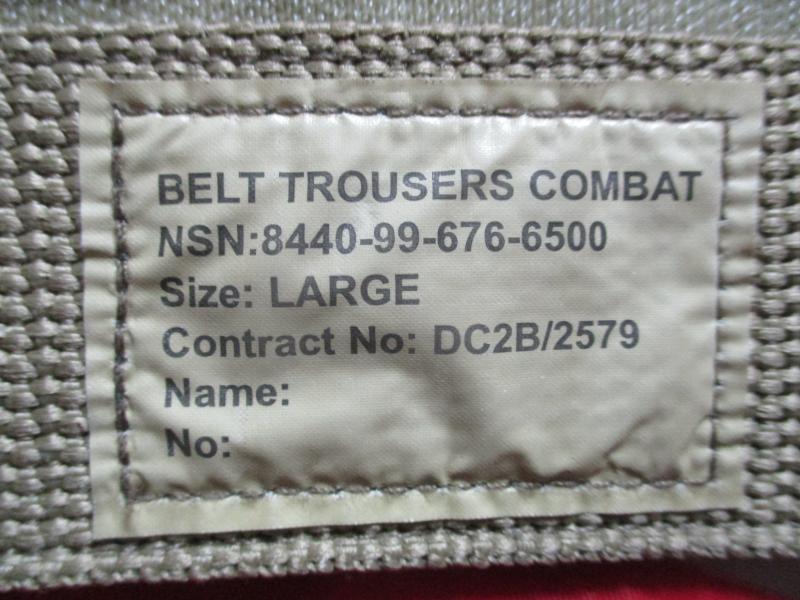 BELT TROUSERS COMBAT
NSN:8440-99-676-6500
Size: LARGE
Contract No: DC2B/2579
Name:
No: